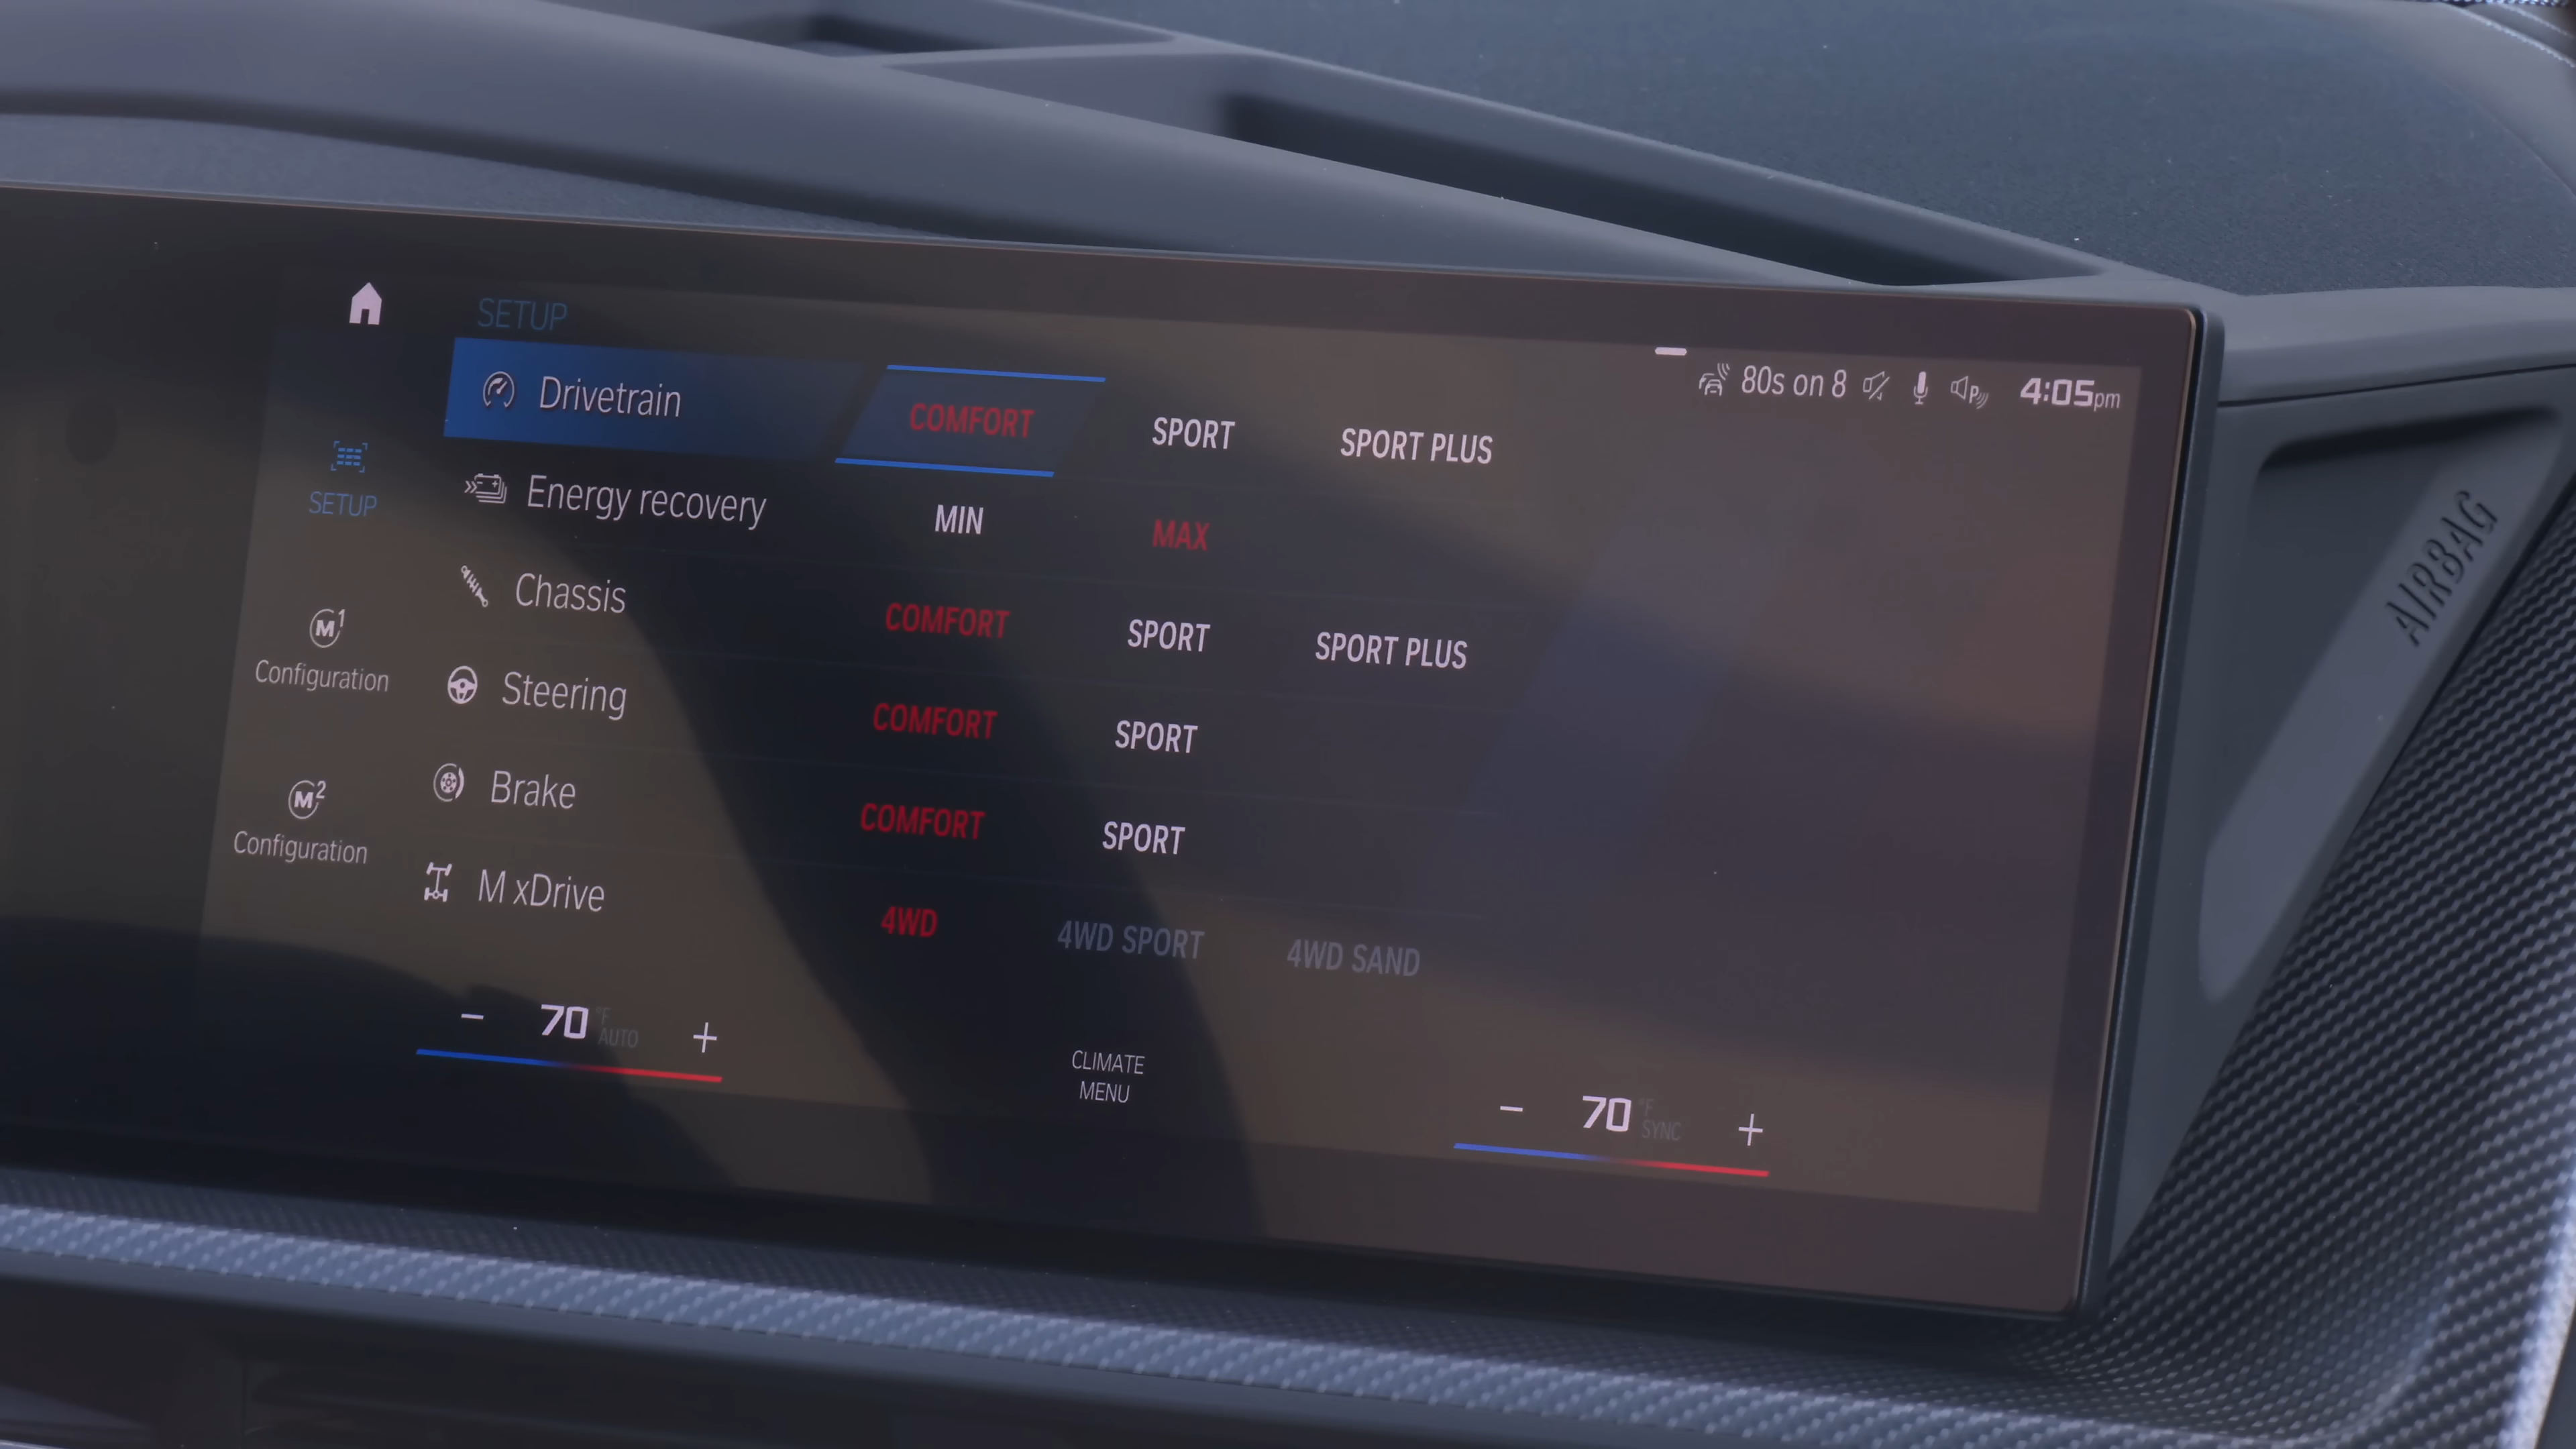 SETUP
80s on 8
4:05pm
Drivetrain
COMFORT
SPORT
SPORT PLUS
Energy recovery
MIN
MAX
SETUP
Chassis
COMFORT
SPORT
SPORT PLUS
M1
Configuration
Steering
COMFORT
SPORT
Brake
COMFORT
SPORT
M2
Configuration
M xDrive
4WD
4WD SPORT
4WD SAND
- 70 °F AUTO +
CLIMATE
MENU
- 70 °F SYNC +
AIRBAG